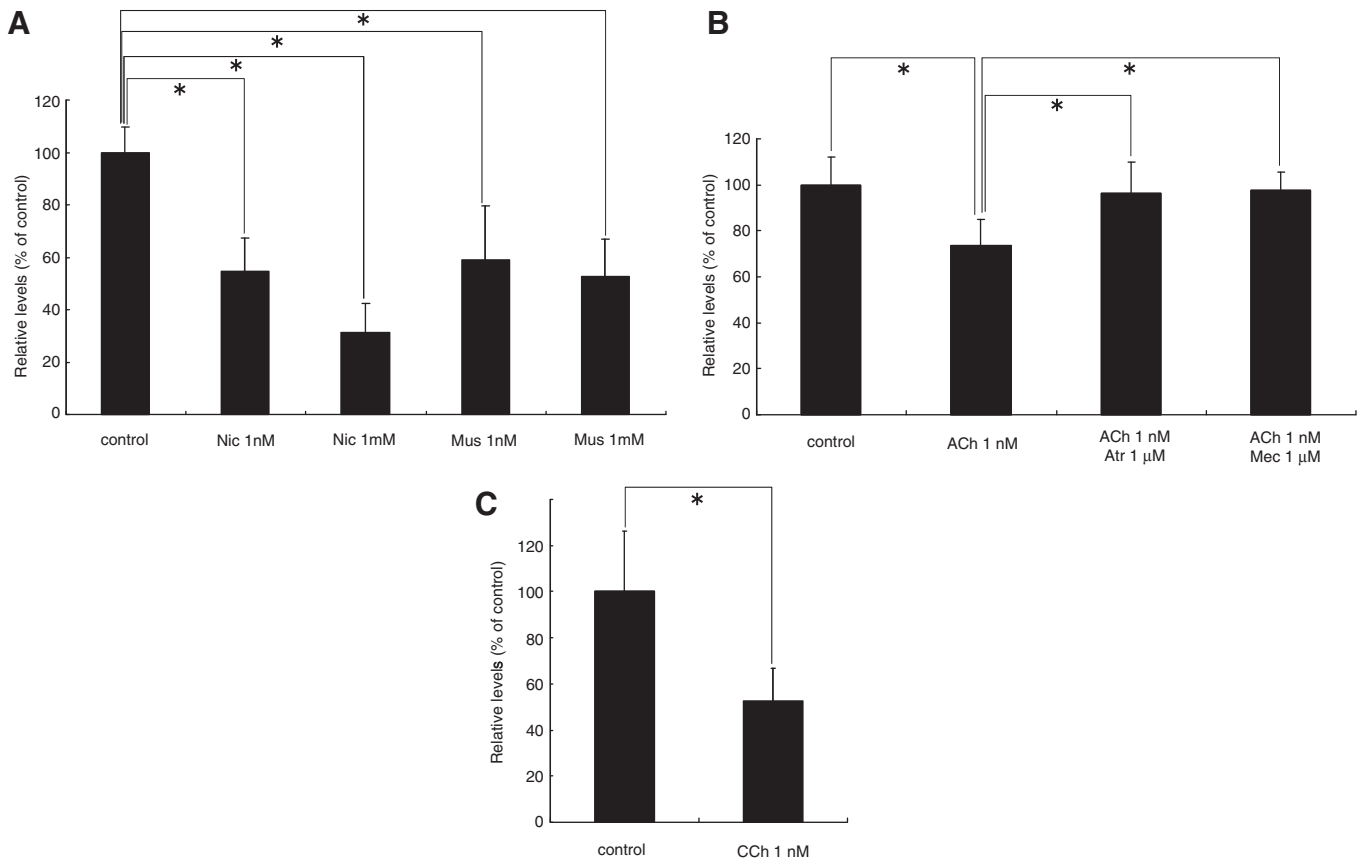 A
*
*
*
*
Relative levels (% of control)
120
100
80
60
40
20
0
control Nic 1nM Nic 1mM Mus 1nM Mus 1mM
B
* *
*
Relative levels (% of control)
120
100
80
60
40
20
0
control ACh 1 nM ACh 1 nM ACh 1 nM
Atr 1 μM Mec 1 μM
C
*
Relative levels (% of control)
120
100
80
60
40
20
0
control CCh 1 nM